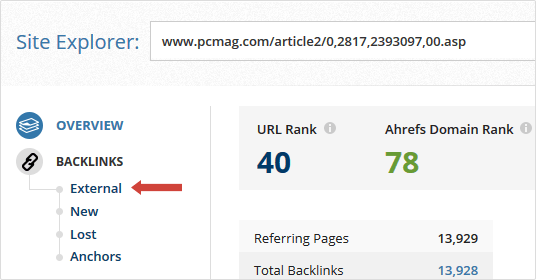 Site Explorer: www.pcmag.com/article2/0,2817,2393097,00.asp
OVERVIEW
BACKLINKS
External
New
Lost
Anchors
URL Rank Ahrefs Domain Rank
40 78
Referring Pages 13,929
Total Backlinks 13,928